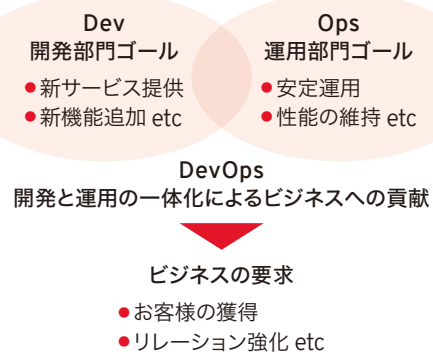 Dev
開発部門ゴール
●新サービス提供
●新機能追加 etc
Ops
運用部門ゴール
●安定運用
●性能の維持 etc
DevOps
開発と運用の一体化によるビジネスへの貢献
ビジネスの要求
●お客様の獲得
●リレーション強化 etc